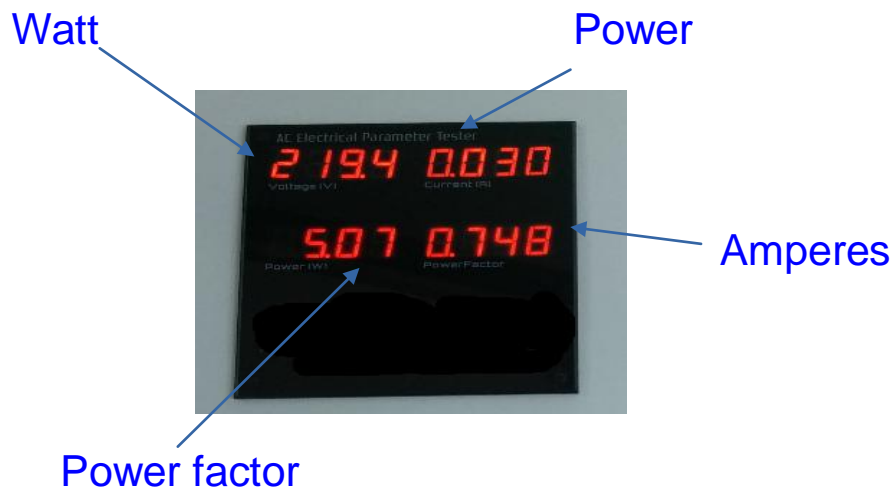 Watt Power
AC Electrical Parameter Tester
219.4 0.030
Voltage (V) Current (A)
Amperes
5.07 0.748
Power (W) PowerFactor
Power factor